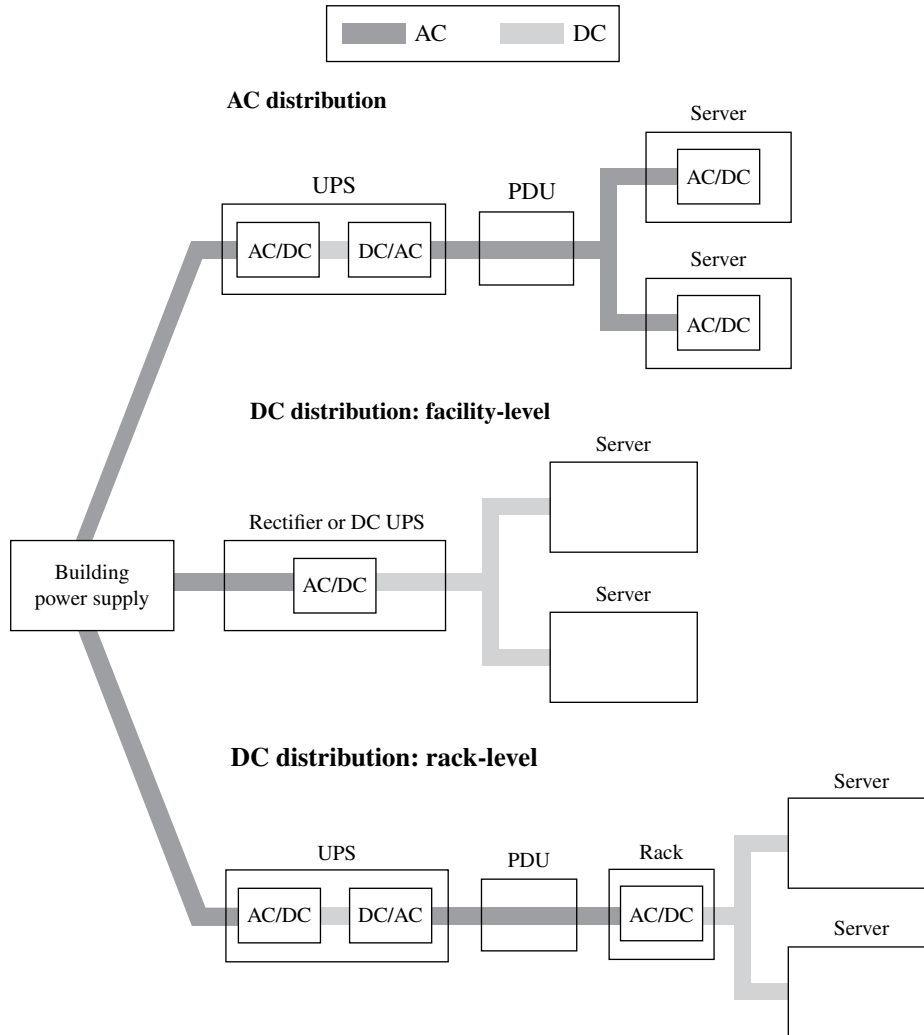 AC
DC
AC distribution
Server
AC/DC
UPS
PDU
AC/DC
DC/AC
Server
AC/DC
DC distribution: facility-level
Server
Rectifier or DC UPS
AC/DC
Building
power supply
Server
DC distribution: rack-level
Server
UPS
PDU
Rack
AC/DC
DC/AC
AC/DC
Server